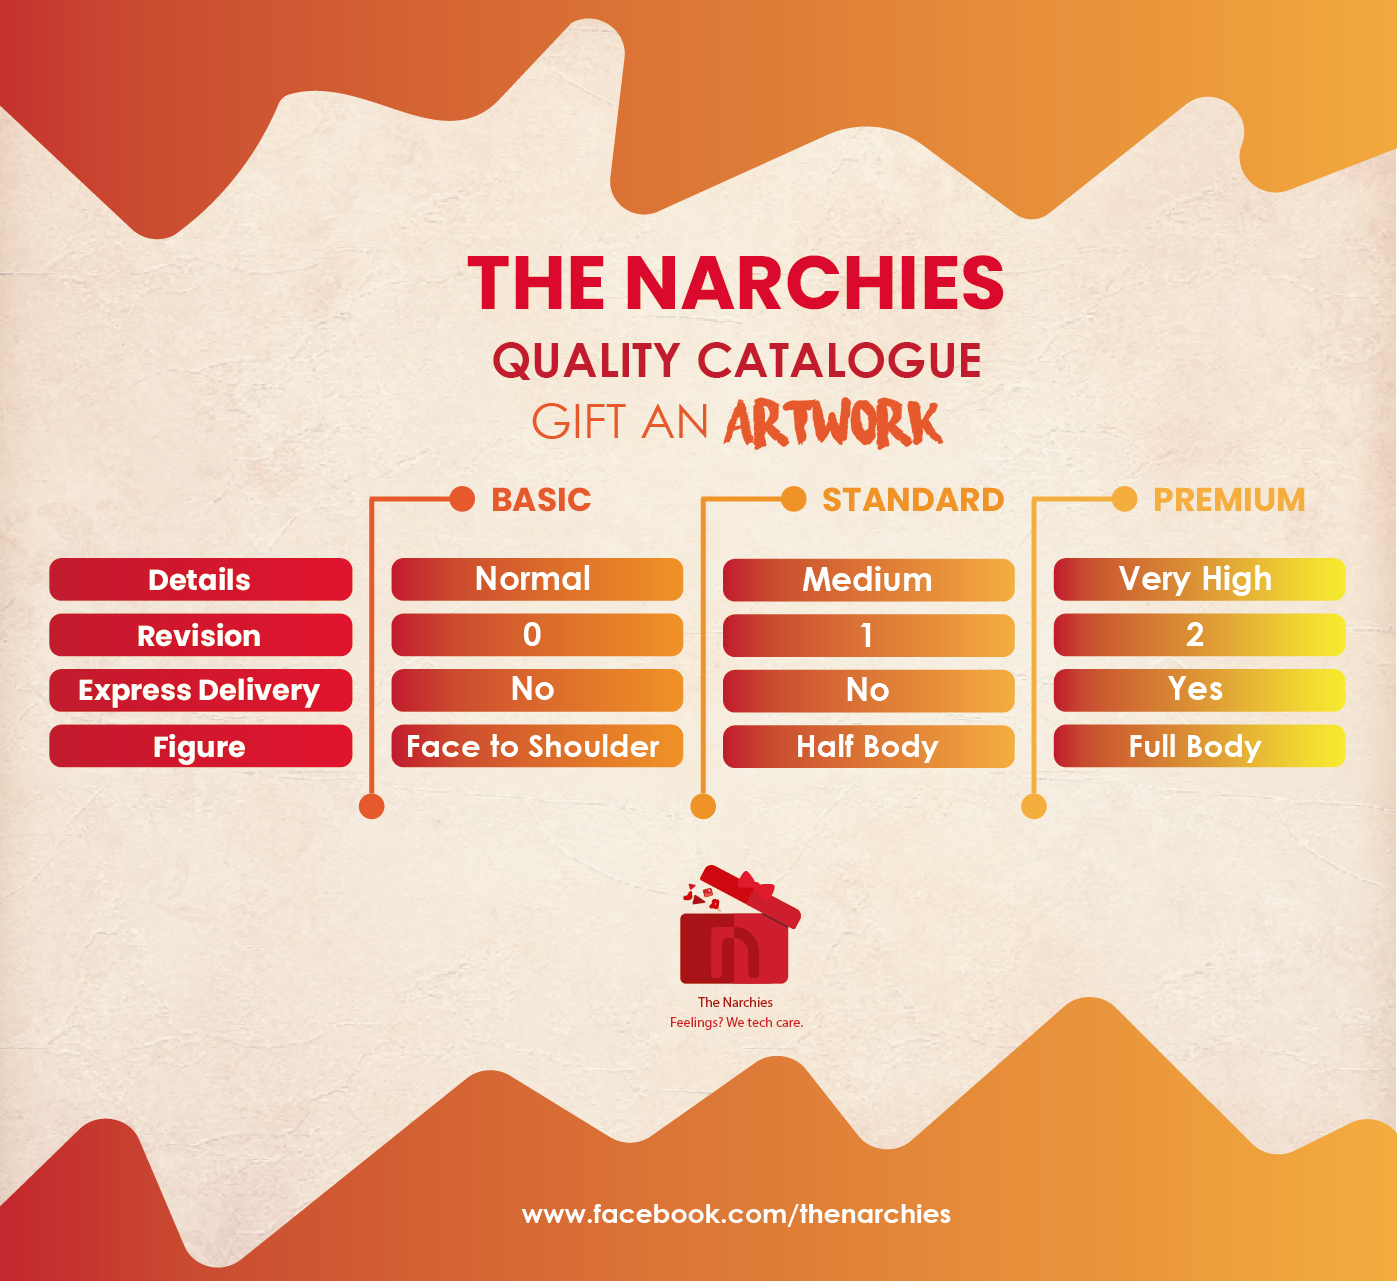 THE NARCHIES
QUALITY CATALOGUE
GIFT AN ARTWORK
BASIC STANDARD PREMIUM
Details Normal Medium Very High
Revision 0 1 2
Express Delivery No No Yes
Figure Face to Shoulder Half Body Full Body
n
The Narchies
Feelings? We tech care.
www.facebook.com/thenarchies